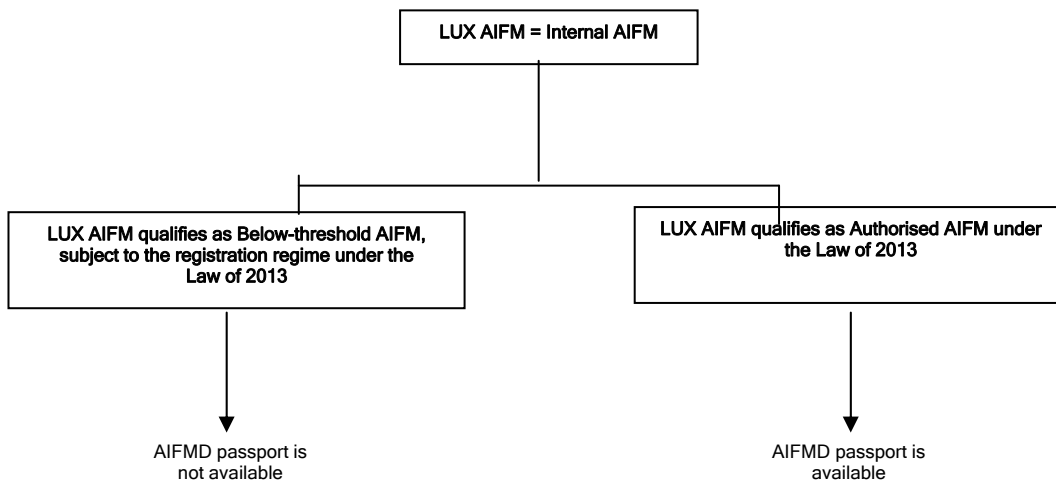 LUX AIFM = Internal AIFM
LUX AIFM qualifies as Below-threshold AIFM,
subject to the registration regime under the
Law of 2013
LUX AIFM qualifies as Authorised AIFM under
the Law of 2013
AIFMD passport is
not available
AIFMD passport is
available